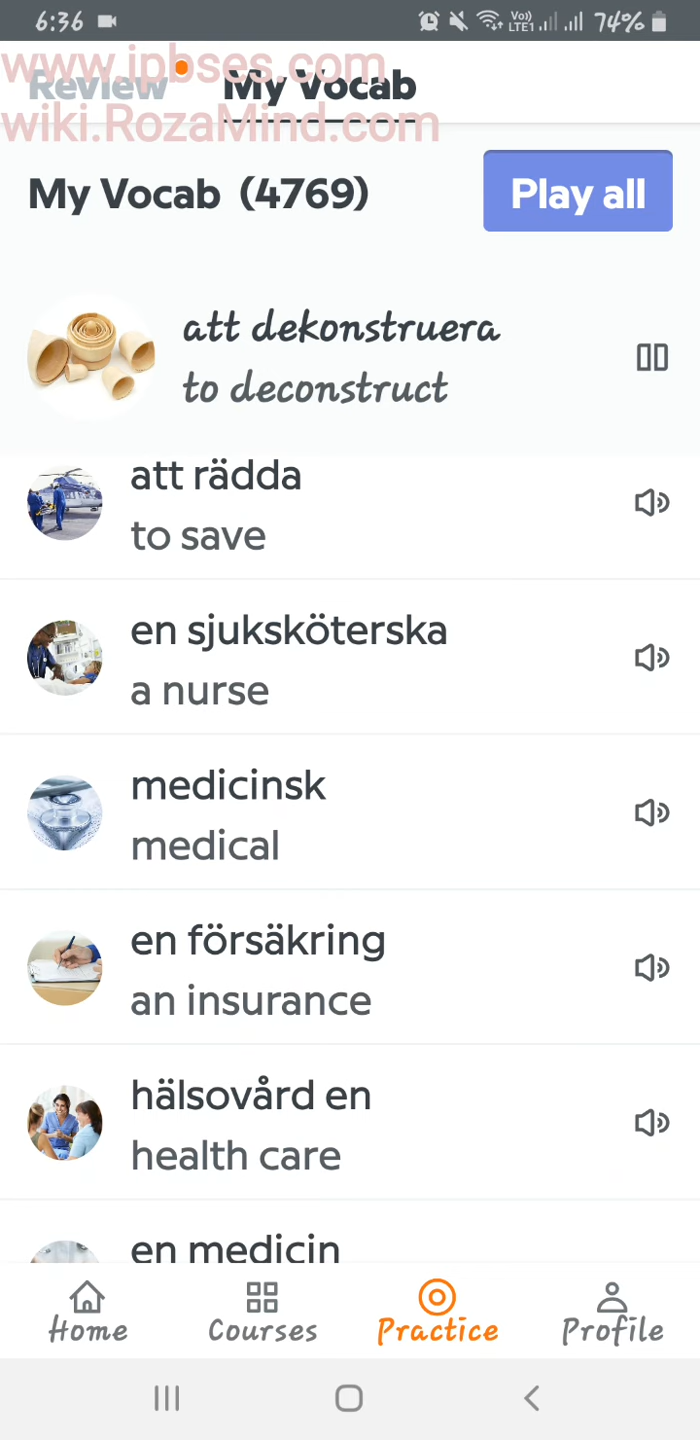 6:36 Vo)) LTE1 74%
www.ipbses.com
Review My Vocab
wiki.RozaMind.com
My Vocab (4769) Play all
att dekonstruera
to deconstruct
att rädda
to save
en sjuksköterska
a nurse
medicinsk
medical
en försäkring
an insurance
hälsovård en
health care
en medicin
Home Courses Practice Profile